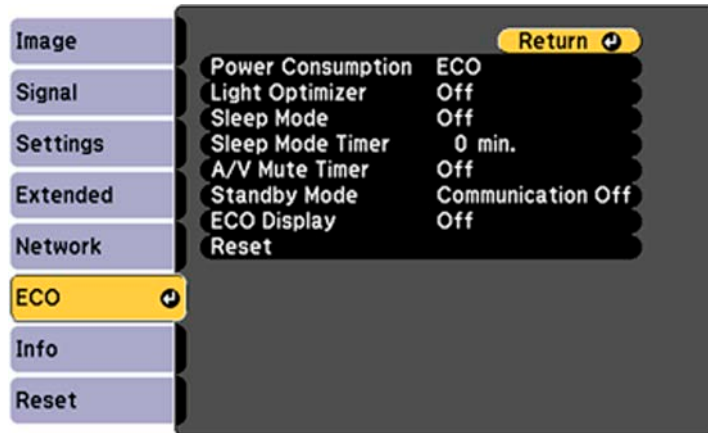 Image
Signal
Settings
Extended
Network
ECO
Info
Reset
Return
Power Consumption ECO
Light Optimizer Off
Sleep Mode Off
Sleep Mode Timer 0 min.
A/V Mute Timer Off
Standby Mode Communication Off
ECO Display Off
Reset